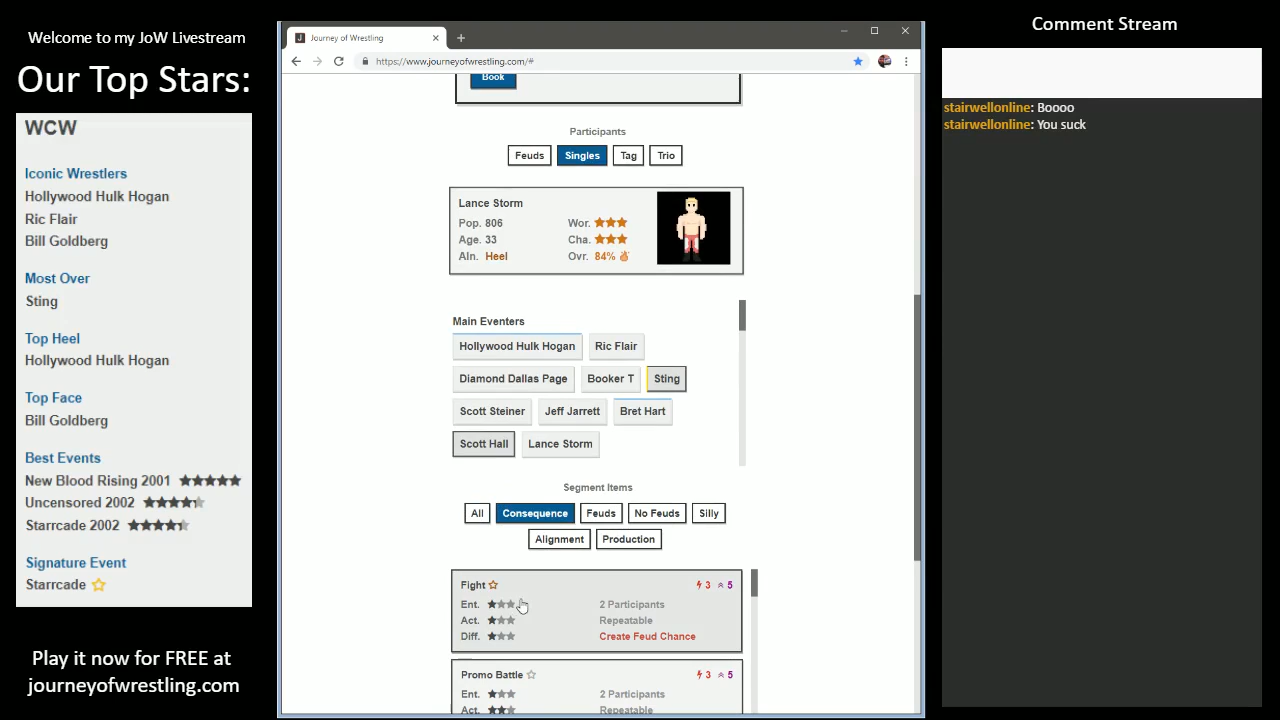 Welcome to my JoW Livestream
Our Top Stars:
WCW
Iconic Wrestlers
Hollywood Hulk Hogan
Ric Flair
Bill Goldberg
Most Over
Sting
Top Heel
Hollywood Hulk Hogan
Top Face
Bill Goldberg
Best Events
New Blood Rising 2001
Uncensored 2002
Starrcade 2002
Signature Event
Starrcade
Play it now for FREE at
journeyofwrestling.com
Journey of Wrestling
https://www.journeyofwrestling.com/#
Book
Participants
Feuds Singles Tag Trio
Lance Storm
Pop. 806 Wor.
Age. 33 Cha.
Aln. Heel Ovr. 84%
Main Eventers
Hollywood Hulk Hogan Ric Flair
Diamond Dallas Page Booker T Sting
Scott Steiner Jeff Jarrett Bret Hart
Scott Hall Lance Storm
Segment Items
All Consequence Feuds No Feuds Silly
Alignment Production
Fight 3 5
Ent. 2 Participants
Act. Repeatable
Diff. Create Feud Chance
Promo Battle 3 5
Ent. 2 Participants
Act. Repeatable
Comment Stream
stairwellonline: Boooo
stairwellonline: You suck